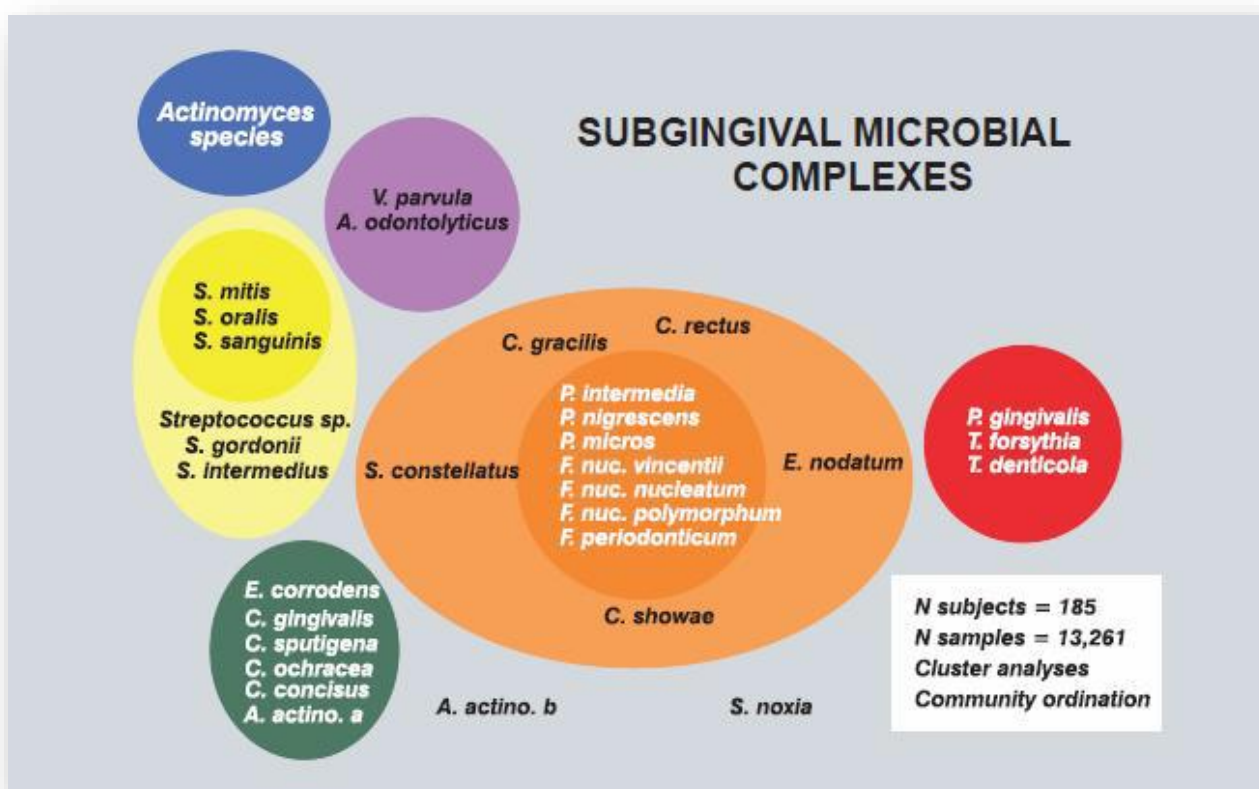 SUBGINGIVAL MICROBIAL
COMPLEXES
Actinomyces
species
V. parvula
A. odontolyticus
S. mitis
S. oralis
S. sanguinis
Streptococcus sp.
S. gordonii
S. intermedius
C. gracilis
C. rectus
P. intermedia
P. nigrescens
P. micros
F. nuc. vincentii
F. nuc. nucleatum
F. nuc. polymorphum
F. periodonticum
S. constellatus
E. nodatum
C. showae
P. gingivalis
T. forsythia
T. denticola
E. corrodens
C. gingivalis
C. sputigena
C. ochracea
C. concisus
A. actino. a
A. actino. b
S. noxia
N subjects = 185
N samples = 13,261
Cluster analyses
Community ordination